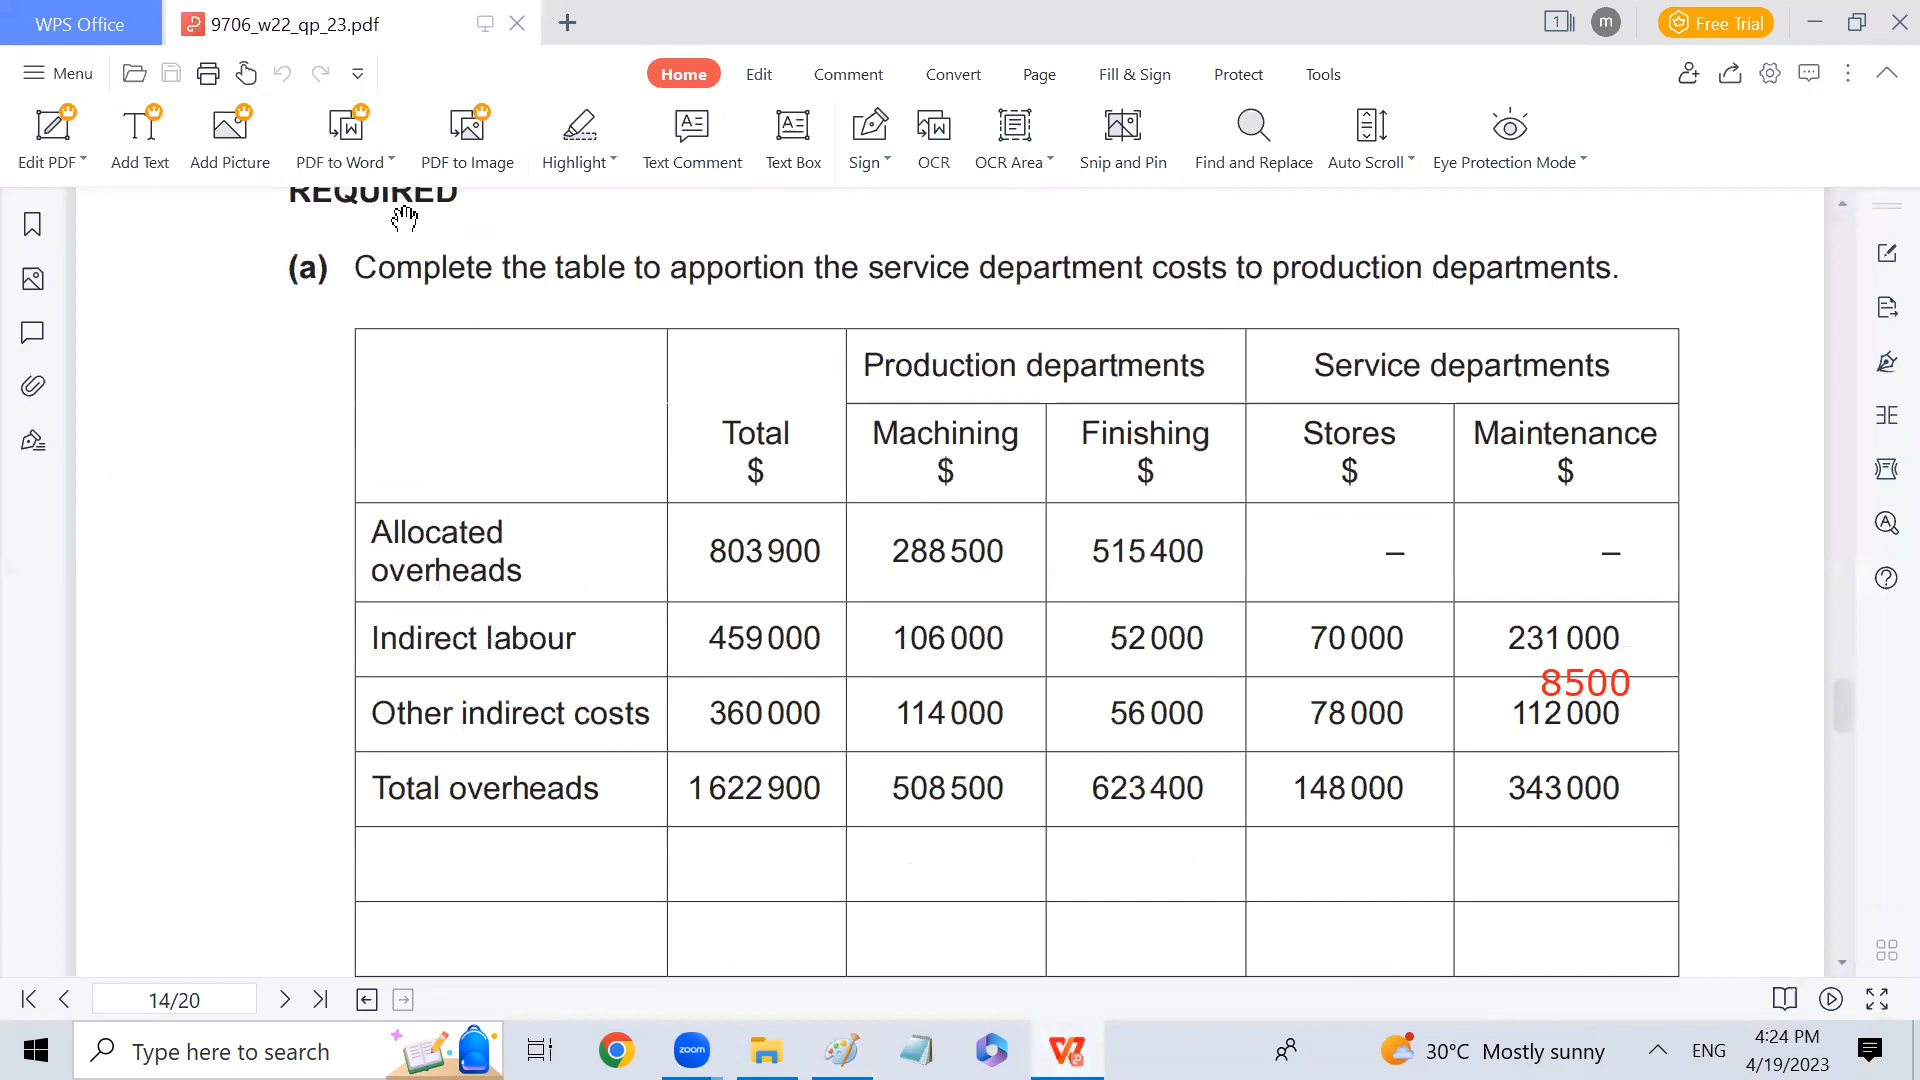 WPS Office
9706_w22_qp_23.pdf
1
m
Free Trial
Menu
Home
Edit
Comment
Convert
Page
Fill & Sign
Protect
Tools
Edit PDF
Add Text
Add Picture
PDF to Word
PDF to Image
Highlight
Text Comment
Text Box
Sign
OCR
OCR Area
Snip and Pin
Find and Replace
Auto Scroll
Eye Protection Mode
REQUIRED
(a) Complete the table to apportion the service department costs to production departments.
Production departments Service departments
Total Machining Finishing Stores Maintenance
$ $ $ $ $
Allocated
overheads 803 900 288 500 515 400 – –
Indirect labour 459 000 106 000 52 000 70 000 231 000
8500
Other indirect costs 360 000 114 000 56 000 78 000 112 000
Total overheads 1 622 900 508 500 623 400 148 000 343 000
14/20
Type here to search
zoom
30°C Mostly sunny
ENG
4:24 PM
4/19/2023